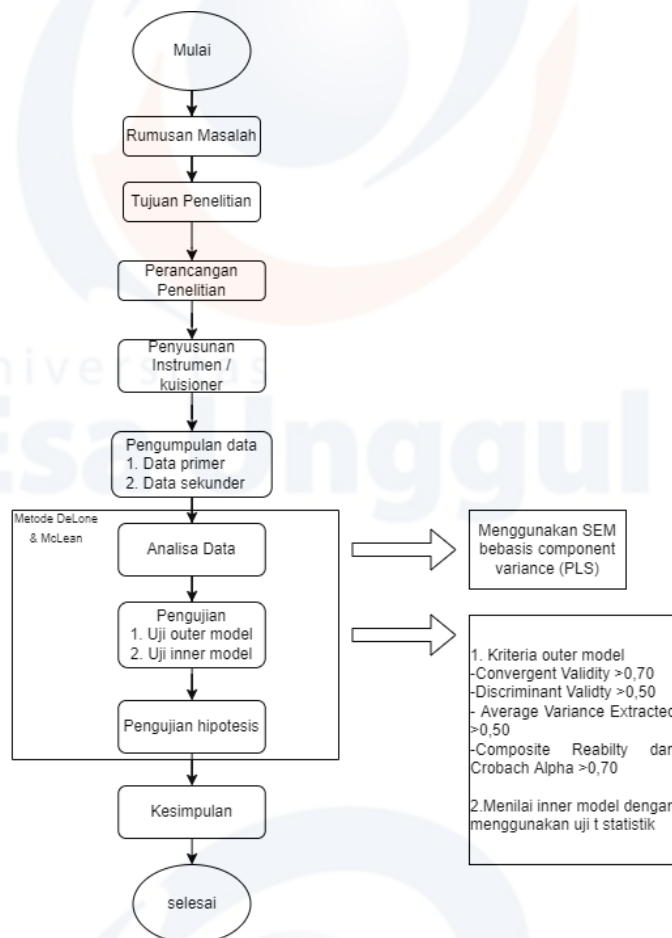 Mulai
Rumusan Masalah
Tujuan Penelitian
Perancangan
Penelitian
Penyusunan
Instrumen /
kuisioner
Universitas
Esa Unggul
Pengumpulan data
1. Data primer
2. Data sekunder
Metode DeLone
& McLean
Analisa Data
Menggunakan SEM
bebasis component
variance (PLS)
Pengujian
1. Uji outer model
2. Uji inner model
Pengujian hipotesis
1. Kriteria outer model
-Convergent Validity >0,70
-Discriminant Validty >0,50
- Average Variance Extracted
>0,50
-Composite Reabilty dan
Crobach Alpha >0,70
2.Menilai inner model dengan
menggunakan uji t statistik
Kesimpulan
selesai